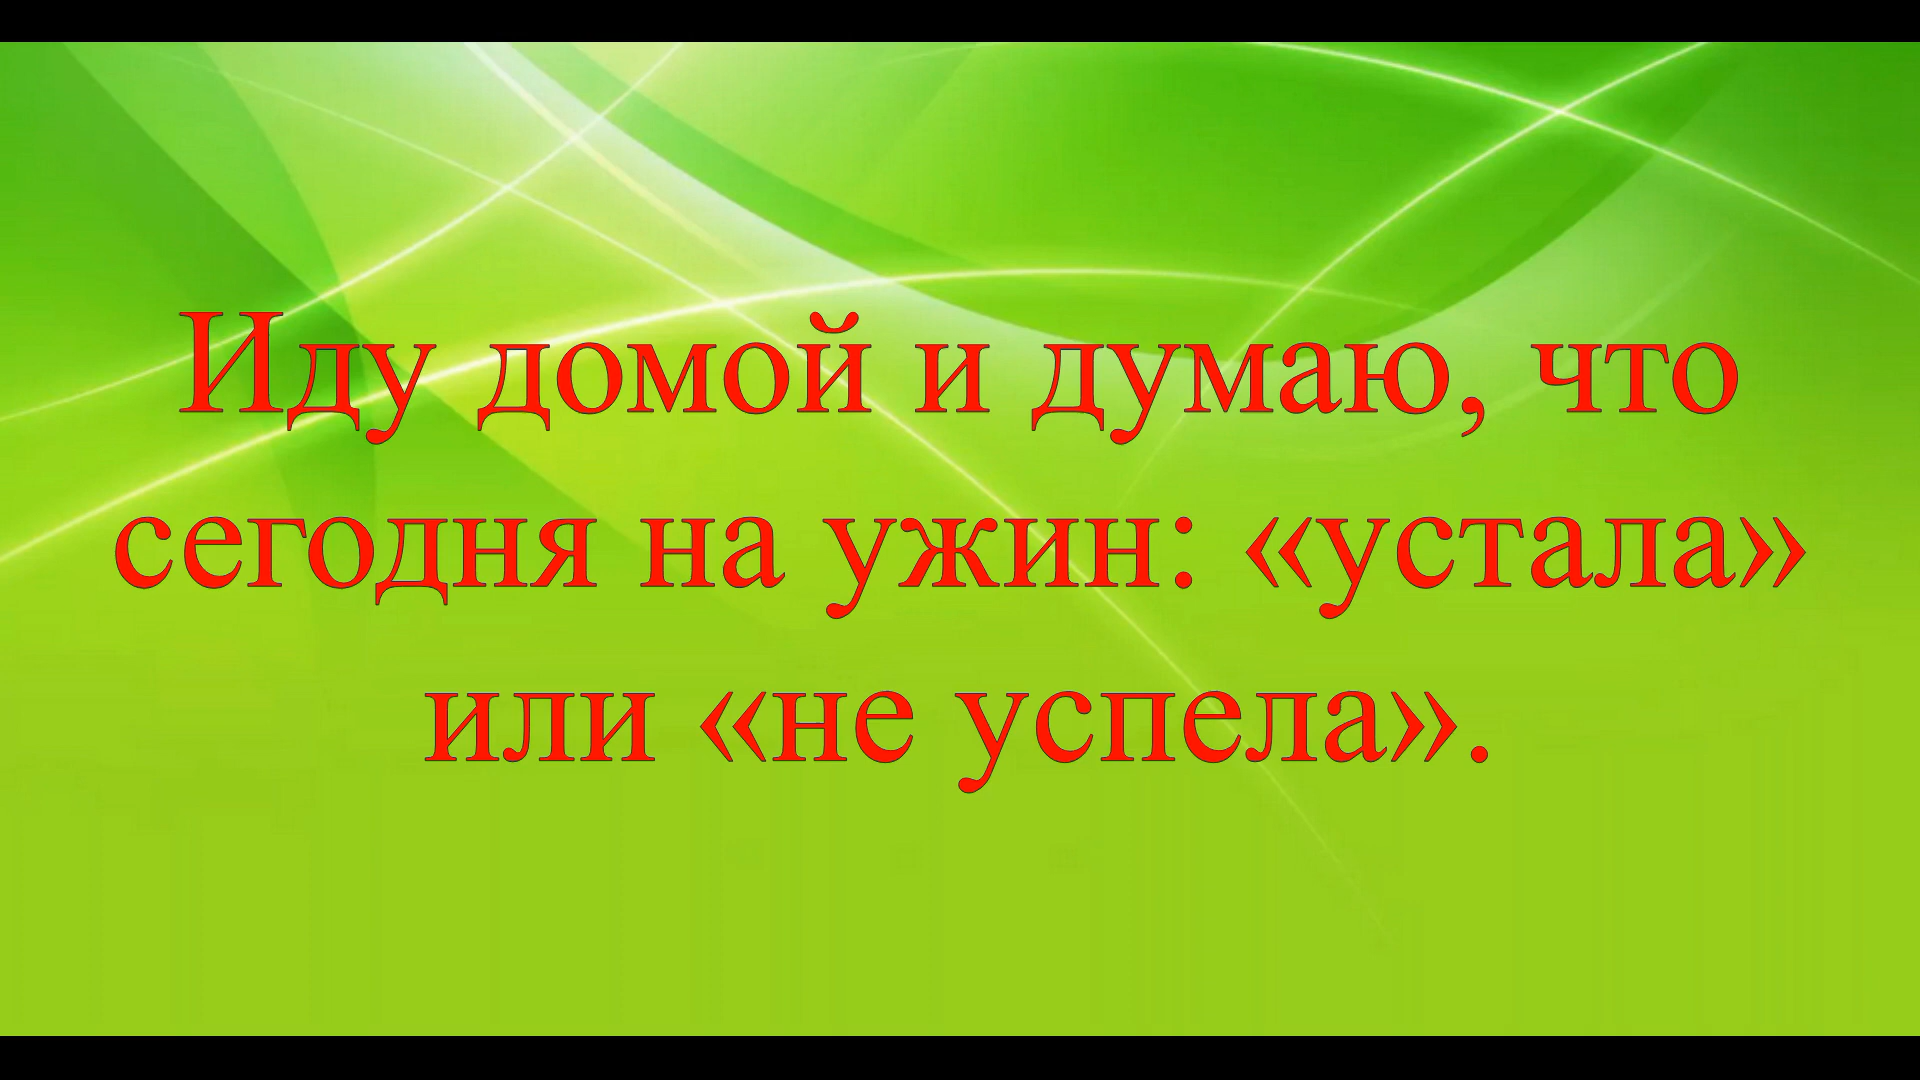 Иду домой и думаю, что
сегодня на ужин: «устала»
или «не успела».